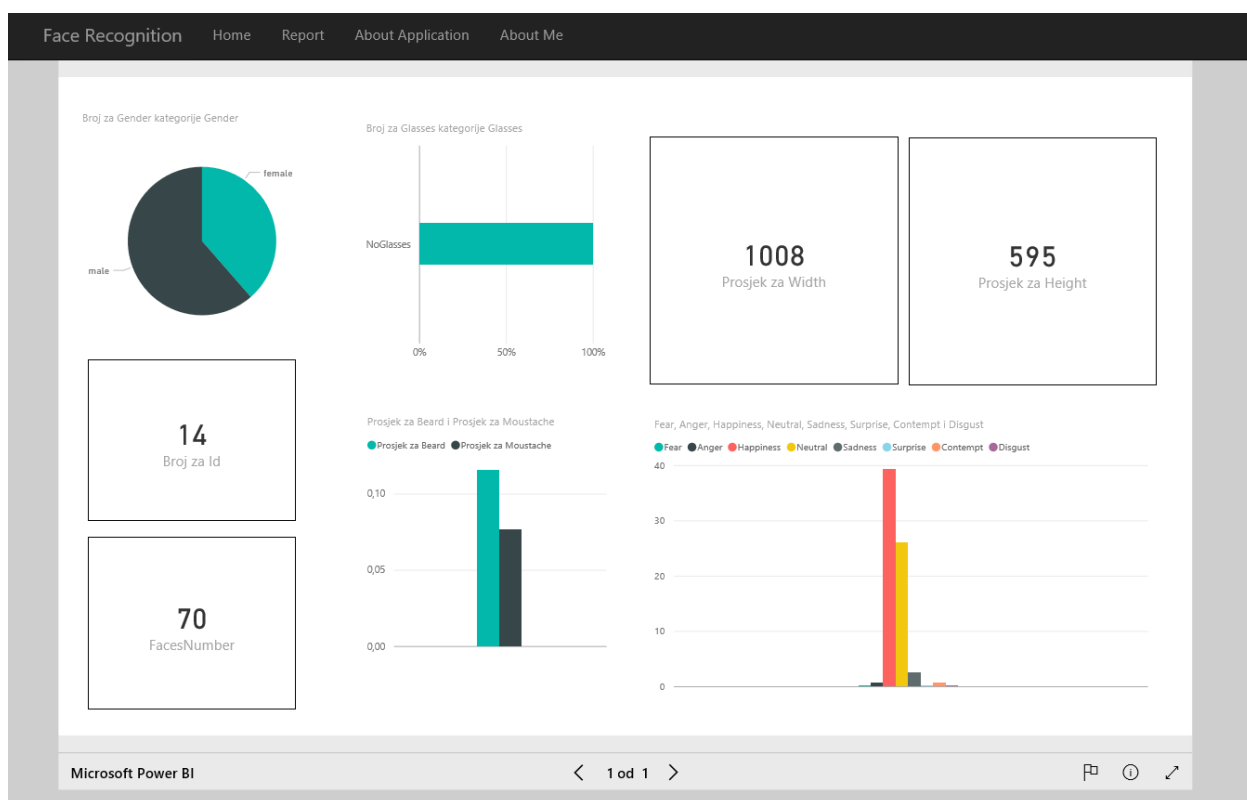 Face Recognition Home Report About Application About Me
Broj za Gender kategorije Gender
female
male
Broj za Glasses kategorije Glasses
NoGlasses
0% 50% 100%
1008
Prosjek za Width
595
Prosjek za Height
14
Broj za Id
70
FacesNumber
Prosjek za Beard i Prosjek za Moustache
Prosjek za Beard Prosjek za Moustache
0,10
0,05
0,00
Fear, Anger, Happiness, Neutral, Sadness, Surprise, Contempt i Disgust
Fear Anger Happiness Neutral Sadness Surprise Contempt Disgust
40
30
20
10
0
Microsoft Power BI
1 od 1